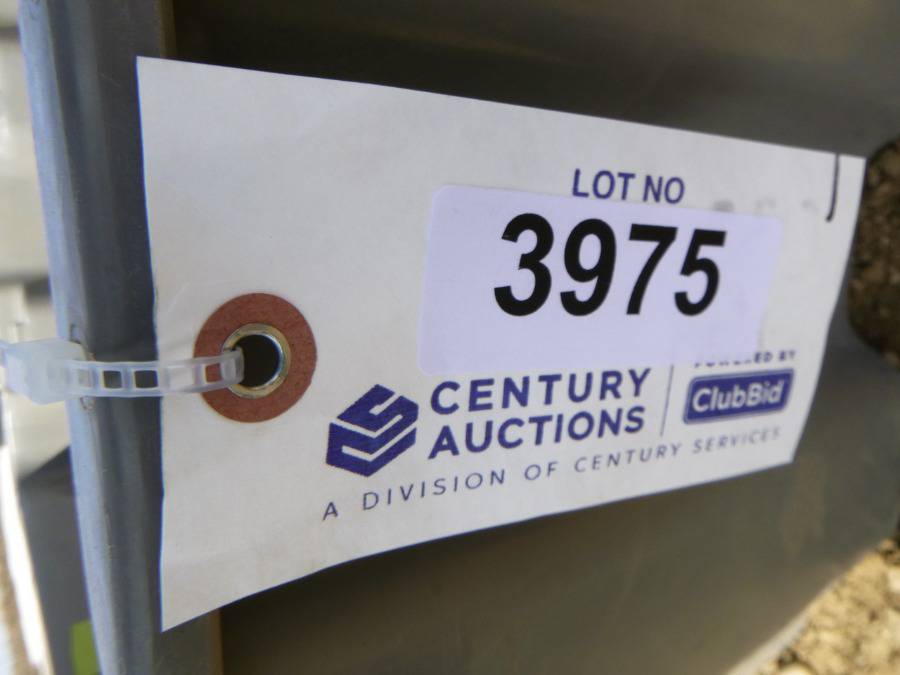 LOT NO
3975
CENTURY
AUCTIONS
POWERED BY
ClubBid
A DIVISION OF CENTURY SERVICES